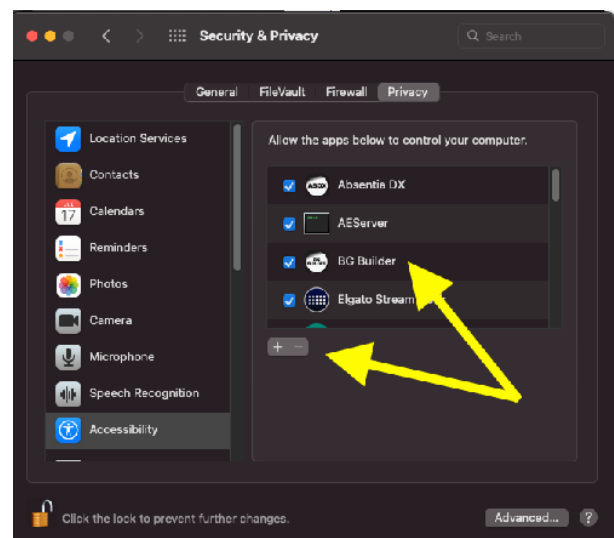 Security & Privacy
Search
General FileVault Firewall Privacy
Location Services
Contacts
17
Calendars
Reminders
Photos
Camera
Microphone
Speech Recognition
Accessibility
Allow the apps below to control your computer.
Absentia DX
AEServer
BG Builder
Elgato Stream
Click the lock to prevent further changes.
Advanced...
?